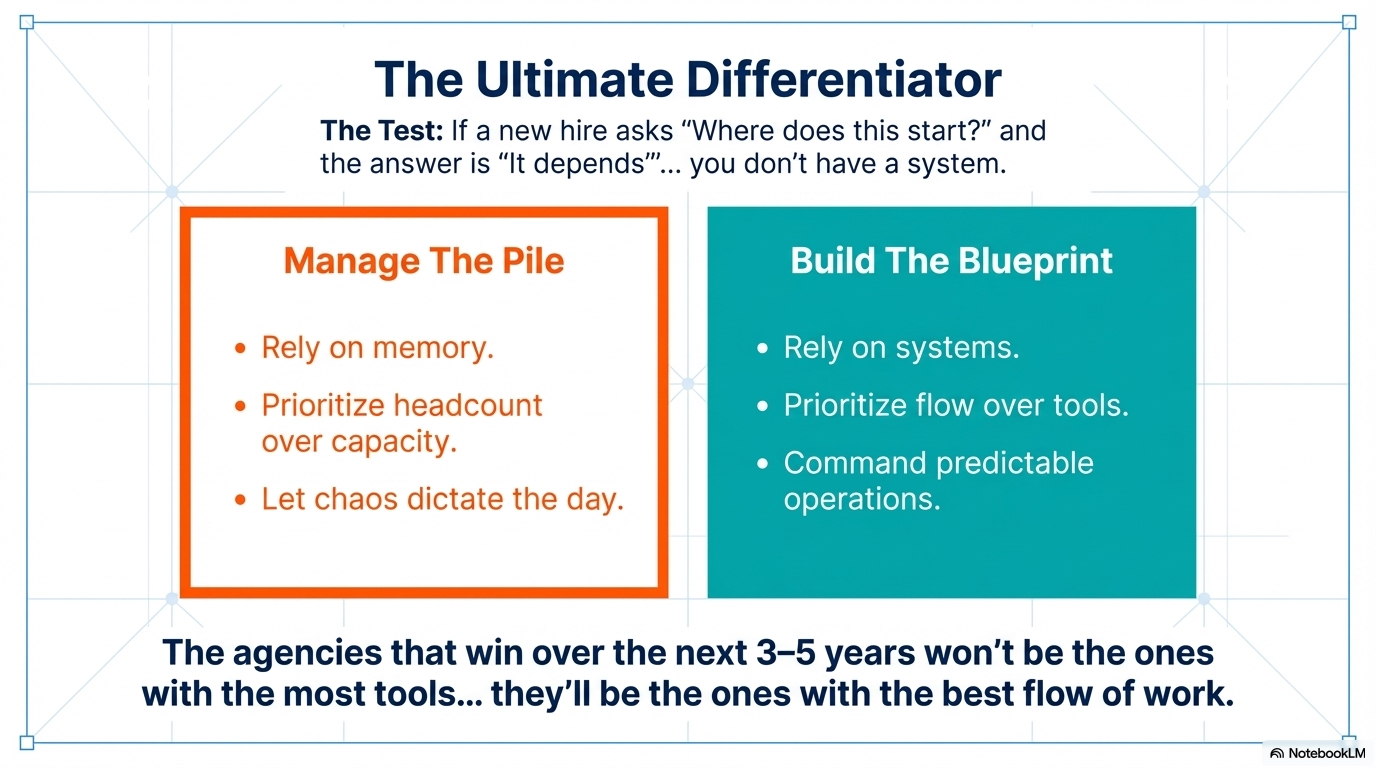 The Ultimate Differentiator
The Test: If a new hire asks “Where does this start?” and
the answer is “It depends”’... you don’t have a system.
Manage The Pile
• Rely on memory.
• Prioritize headcount
over capacity.
• Let chaos dictate the day.
Build The Blueprint
• Rely on systems.
• Prioritize flow over tools.
• Command predictable
operations.
The agencies that win over the next 3–5 years won’t be the ones
with the most tools... they’ll be the ones with the best flow of work.
NotebookLM